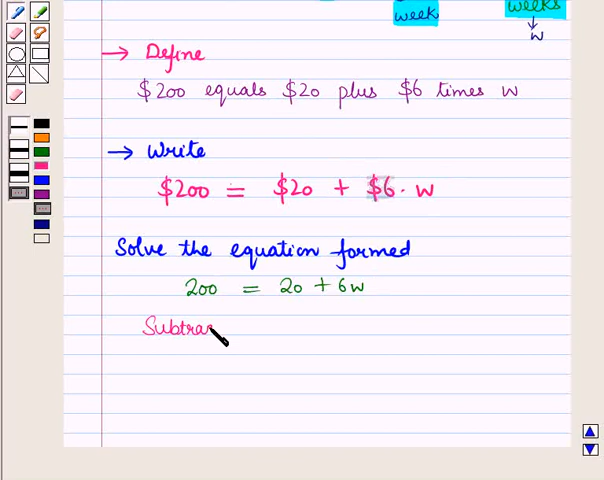 week weeks
w
→ Define
$200 equals $20 plus $6 times w
→ Write
$200 = $20 + $6 · w
Solve the equation formed
200 = 20 + 6w
Subtra